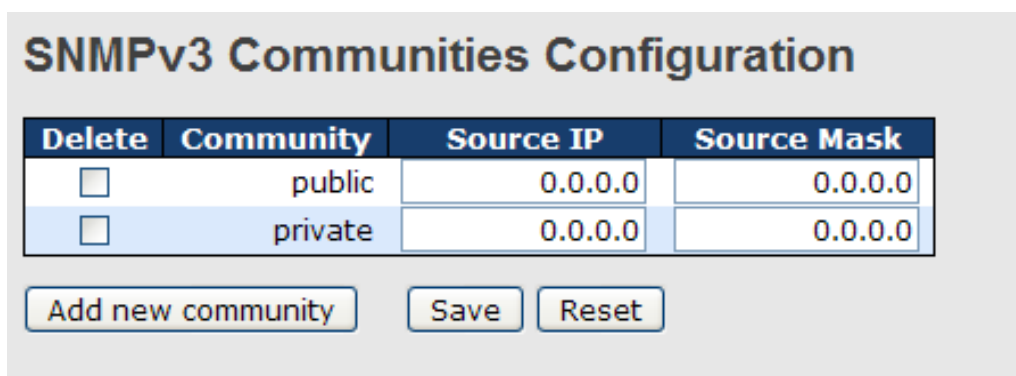 SNMPv3 Communities Configuration
Delete Community Source IP Source Mask
public 0.0.0.0 0.0.0.0
private 0.0.0.0 0.0.0.0
Add new community Save Reset